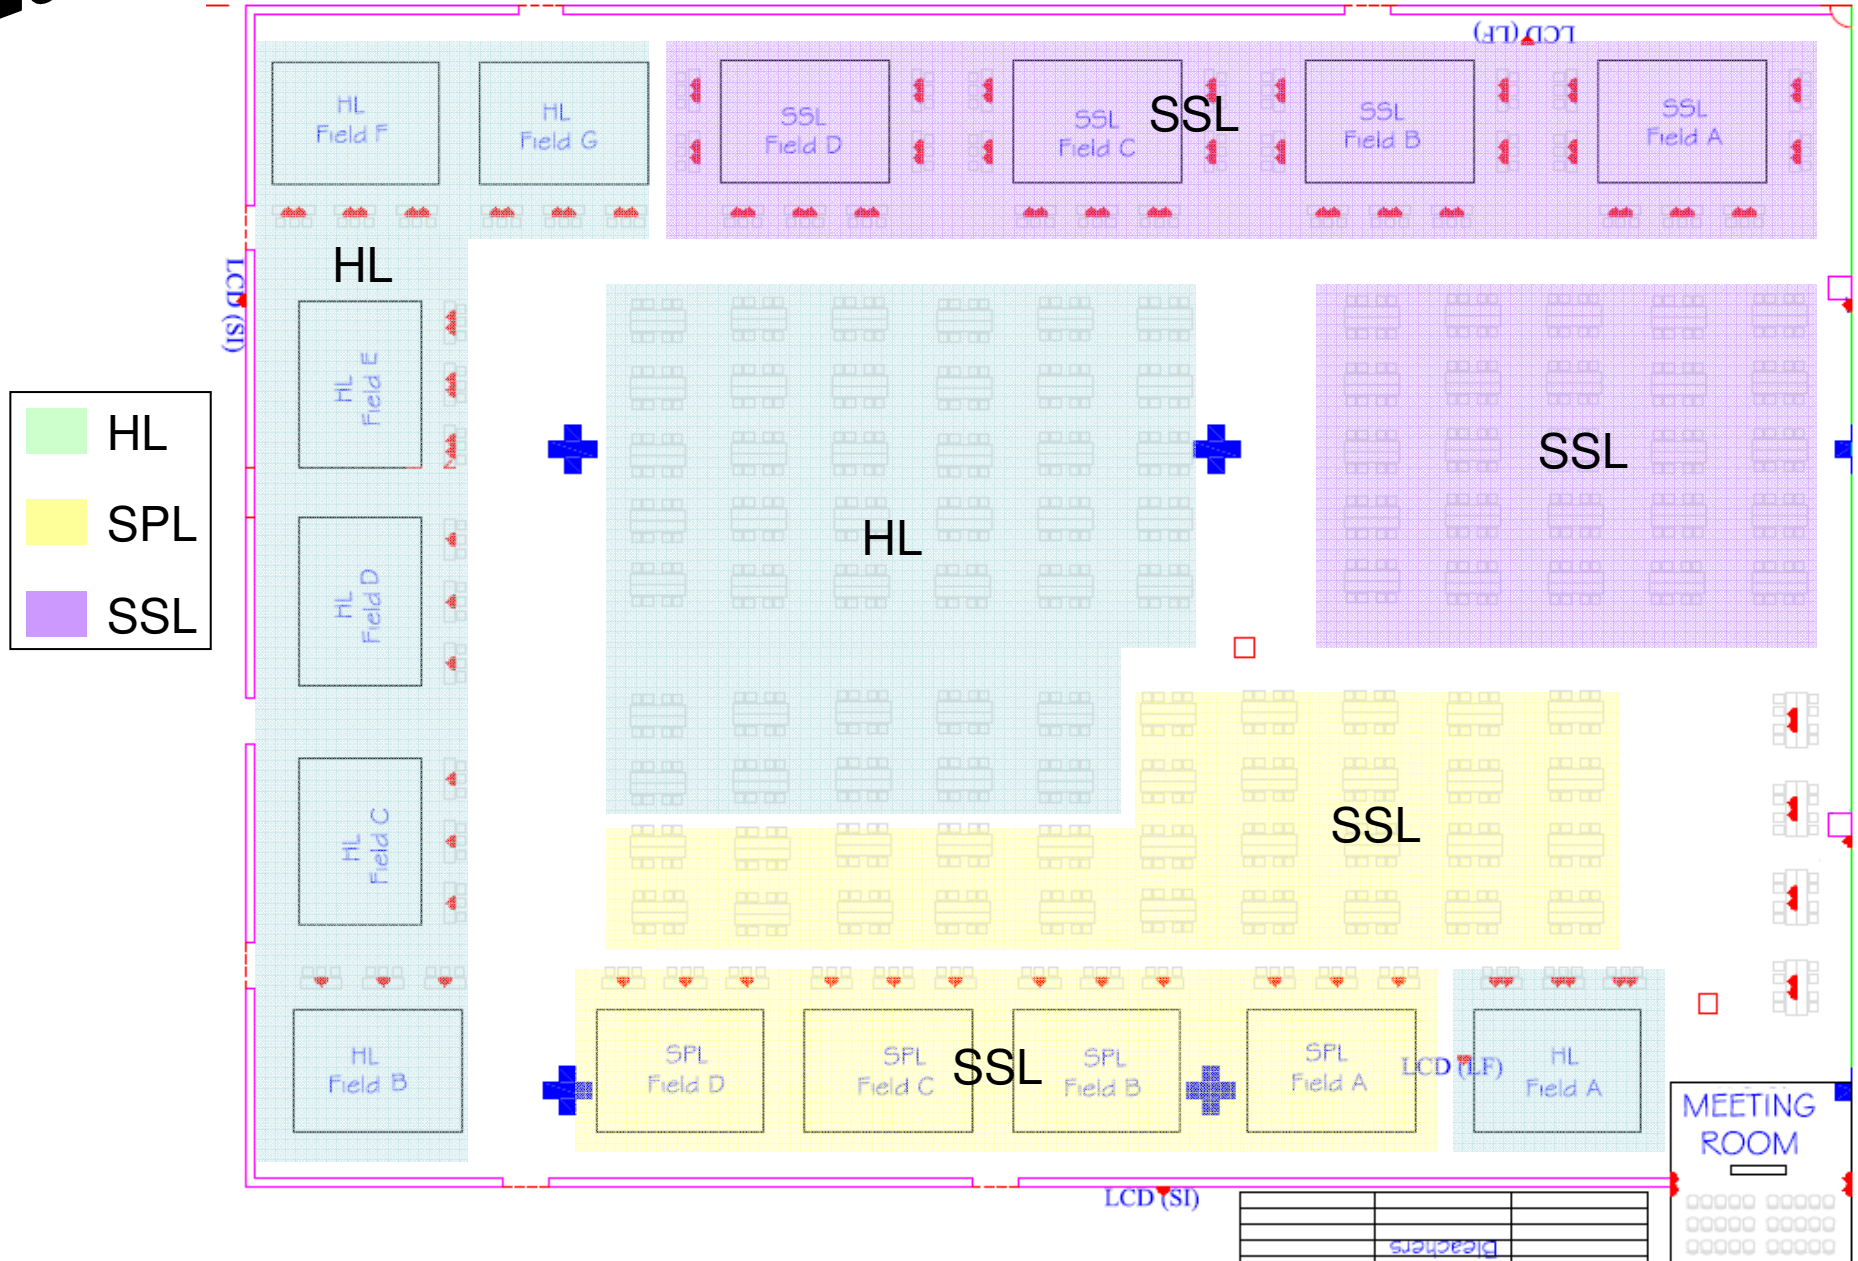 LCD (LF)
HL
Field F
HL
Field G
SSL
Field D
SSL
Field C
SSL
SSL
Field B
SSL
Field A
HL
LCD (SI)
HL
Field E
HL
SPL
SSL
HL
SSL
HL
Field D
HL
Field C
SSL
HL
Field B
SPL
Field D
SPL
Field C
SSL
SPL
Field B
SPL
Field A
LCD (LF)
HL
Field A
MEETING
ROOM
LCD (SI)
Bleachers